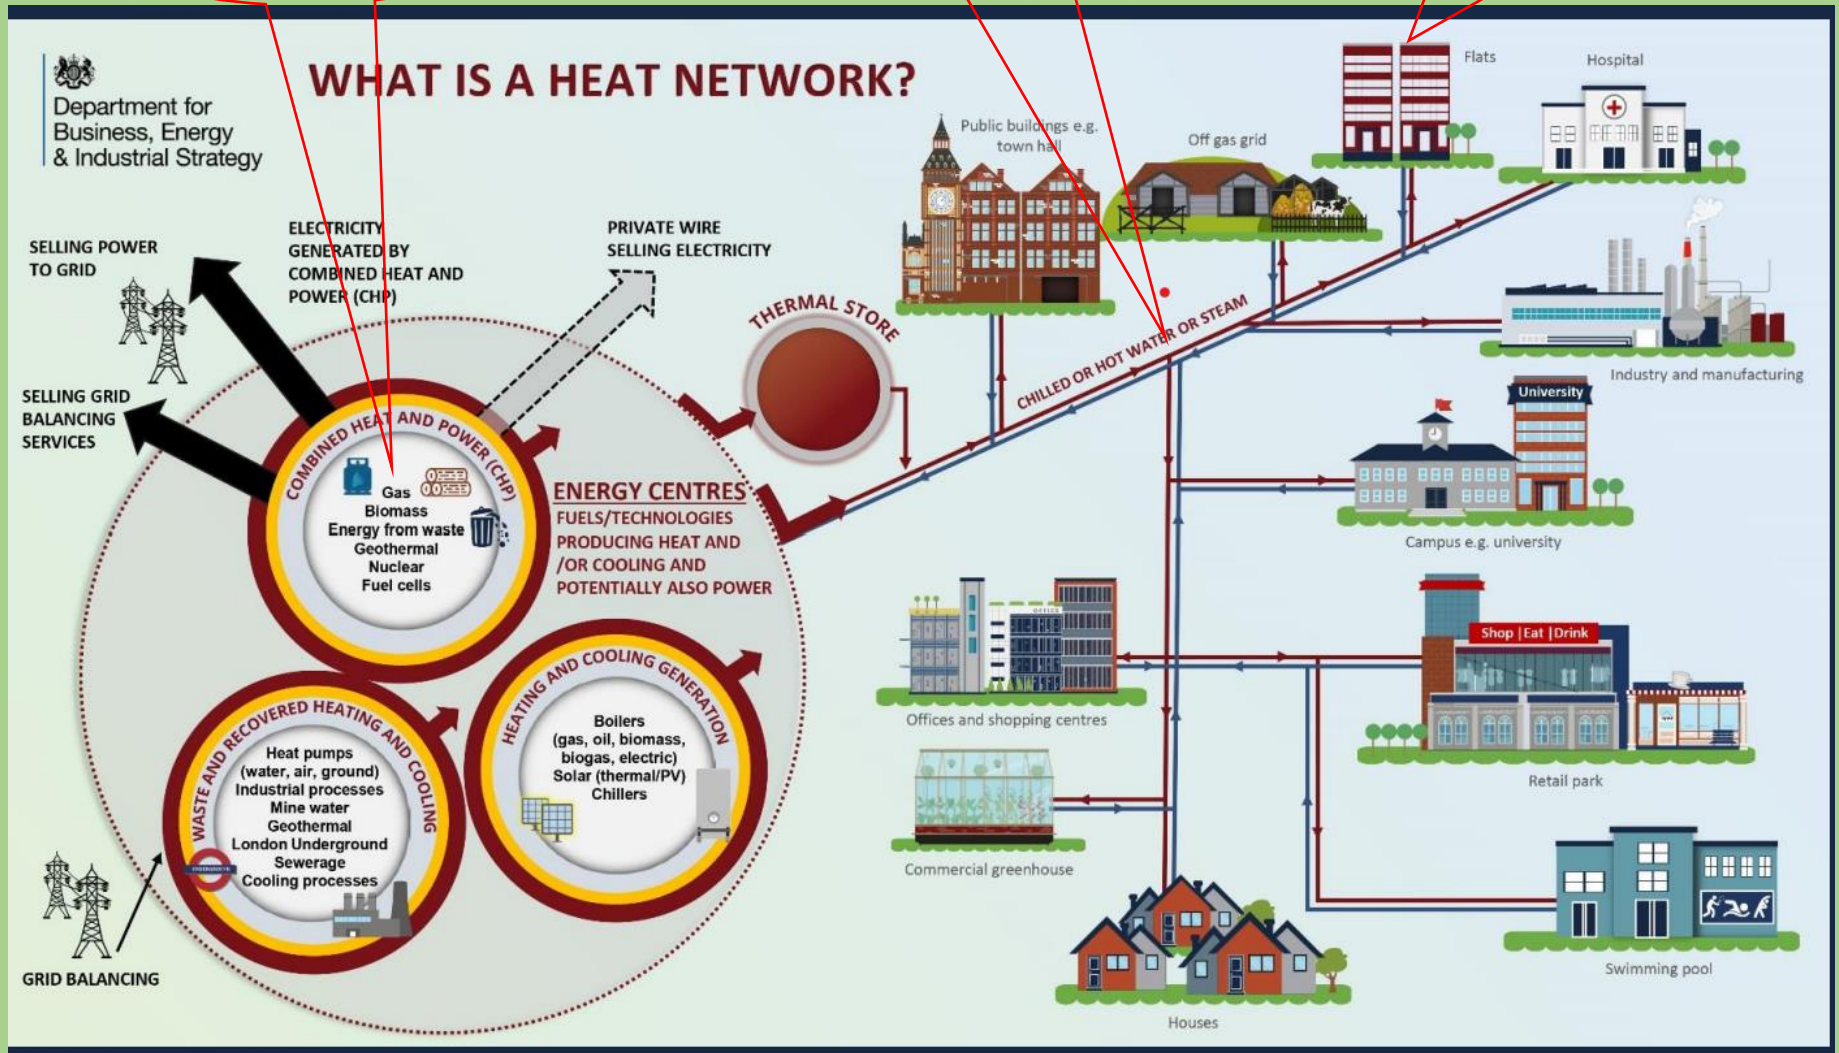 Department for
Business, Energy
& Industrial Strategy
WHAT IS A HEAT NETWORK?
SELLING POWER
TO GRID
ELECTRICITY
GENERATED BY
COMBINED HEAT AND
POWER (CHP)
PRIVATE WIRE
SELLING ELECTRICITY
SELLING GRID
BALANCING
SERVICES
COMBINED HEAT AND POWER (CHP)
Gas
Biomass
Energy from waste
Geothermal
Nuclear
Fuel cells
ENERGY CENTRES
FUELS/TECHNOLOGIES
PRODUCING HEAT AND
/OR COOLING AND
POTENTIALLY ALSO POWER
WASTE AND RECOVERED HEATING AND COOLING
Heat pumps
(water, air, ground)
Industrial processes
Mine water
Geothermal
London Underground
Sewerage
Cooling processes
UNDERGROUND
HEATING AND COOLING GENERATION
Boilers
(gas, oil, biomass,
biogas, electric)
Solar (thermal/PV)
Chillers
GRID BALANCING
THERMAL STORE
CHILLED OR HOT WATER OR STEAM
Public buildings e.g.
town hall
Off gas grid
Flats
Hospital
Industry and manufacturing
University
Campus e.g. university
OFFICE
Offices and shopping centres
Shop |Eat |Drink
Retail park
Commercial greenhouse
Houses
Swimming pool